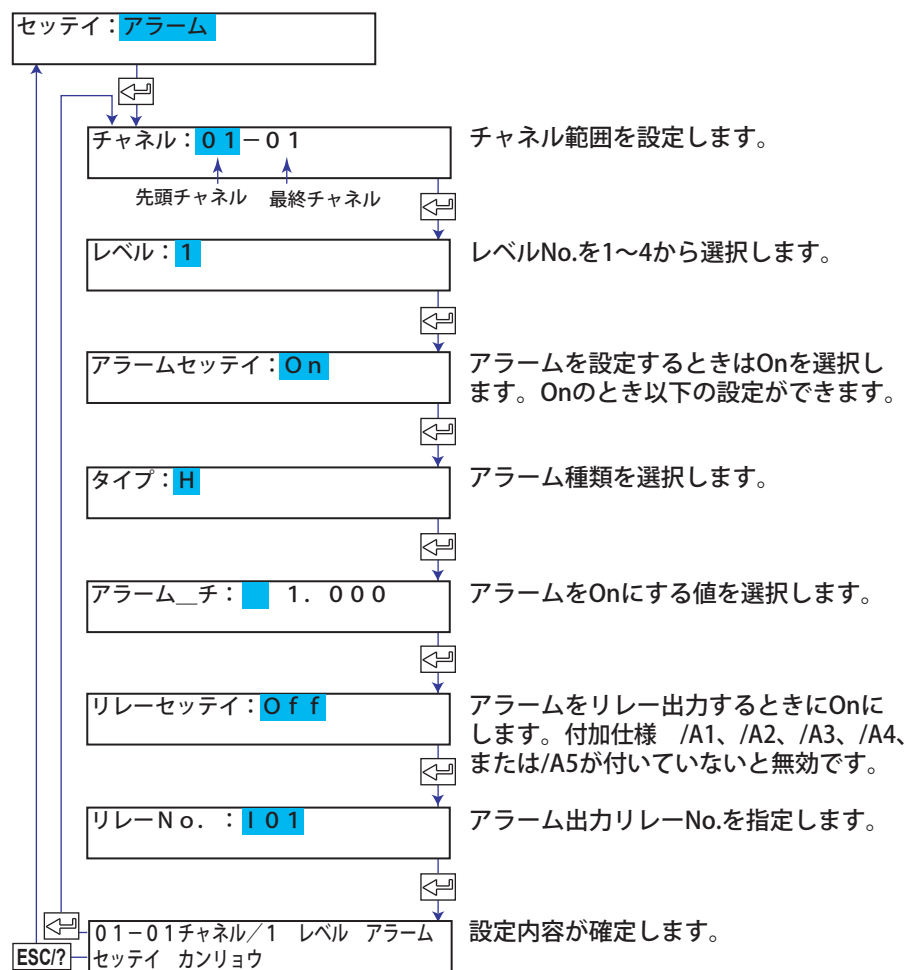 セッテイ：アラーム
チャネル：０１－０１
チャネル範囲を設定します。
先頭チャネル
最終チャネル
レベル：１
レベルNo.を1～4から選択します。
アラームセッテイ：Ｏｎ
アラームを設定するときはOnを選択し
ます。Onのとき以下の設定ができます。
タイプ：Ｈ
アラーム種類を選択します。
アラーム＿チ：　１．０００
アラームをOnにする値を選択します。
リレーセッテイ：Ｏｆｆ
アラームをリレー出力するときにOnに
します。付加仕様　/A1、/A2、/A3、/A4、
または/A5が付いていないと無効です。
リレーＮｏ．：Ｉ０１
アラーム出力リレーNo.を指定します。
０１－０１チャネル／１　レベル　アラーム
設定内容が確定します。
ESC/?
セッテイ　カンリョウ